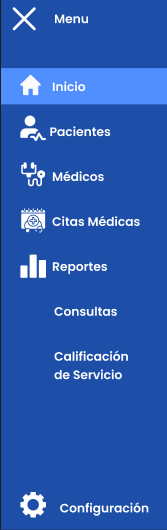 Menu
Inicio
Pacientes
Médicos
Citas Médicas
Reportes
Consultas
Calificación
de Servicio
Configuración